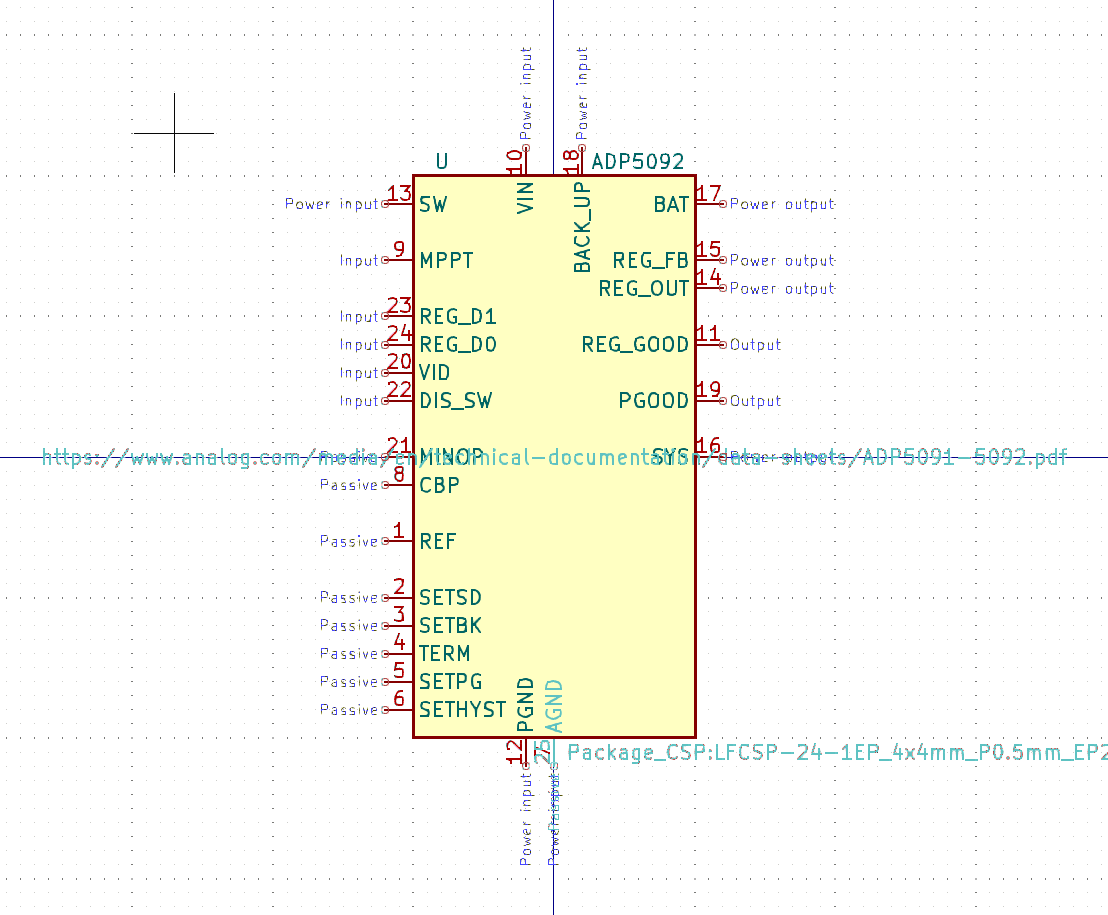 Power input
Power input
10
18
U
ADP5092
VIN
BACK_UP
Power input
13
SW
BAT
17
Power output
Input
9
MPPT
REG_FB
15
Power output
REG_OUT
14
Power output
Input
23
REG_D1
Input
24
REG_D0
REG_GOOD
11
Output
Input
20
VID
Input
22
DIS_SW
PGOOD
19
Output
21
MINOP
SYS
16
Power output
https://www.analog.com/media/en/technical-documentation/data-sheets/ADP5091-5092.pdf
Passive
8
CBP
Passive
1
REF
Passive
2
SETSD
Passive
3
SETBK
Passive
4
TERM
Passive
5
SETPG
Passive
6
SETHYST
PGND
AGND
12
25
Package_CSP:LFCSP-24-1EP_4x4mm_P0.5mm_EP2
Power input
Power input